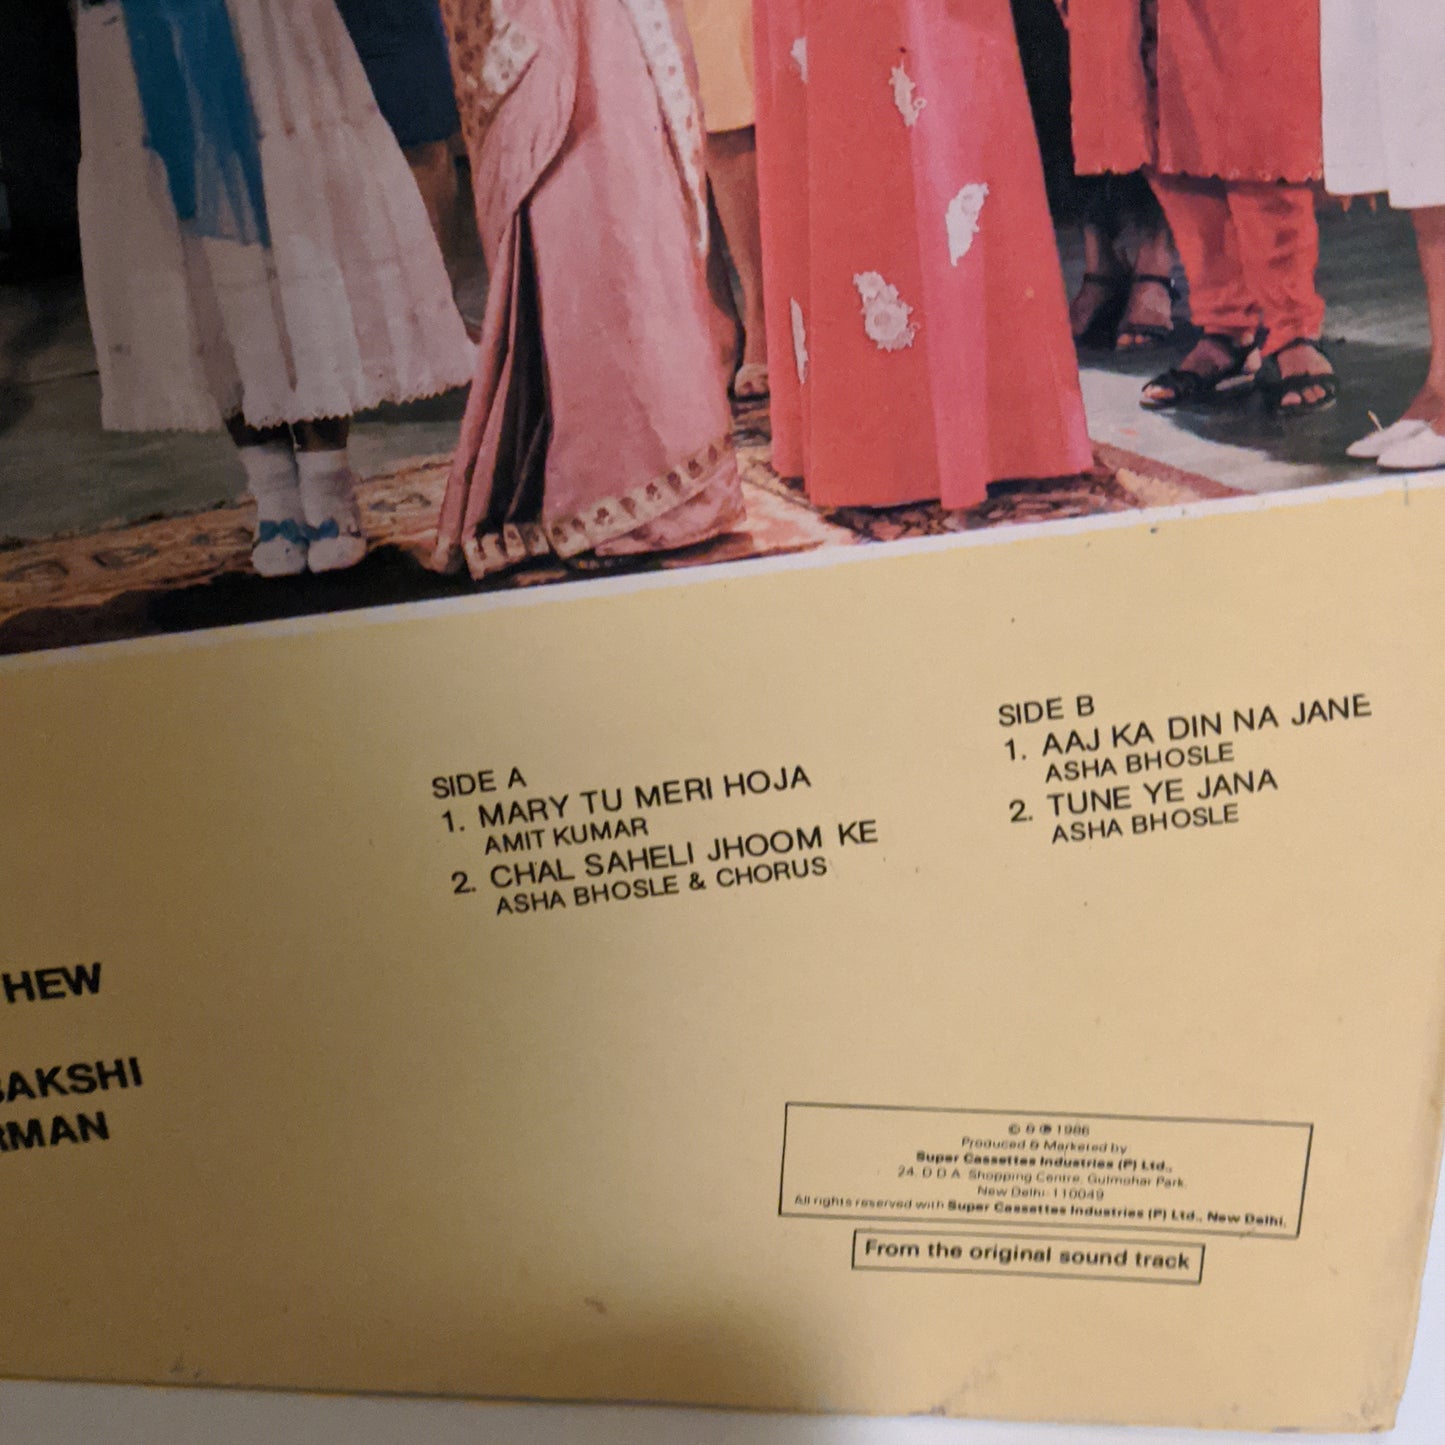 SIDE A
1. MARY TU MERI HOJA
AMIT KUMAR
2. CHAL SAHELI JHOOM KE
ASHA BHOSLE & CHORUS
SIDE B
1. AAJ KA DIN NA JANE
ASHA BHOSLE
2. TUNE YE JANA
ASHA BHOSLE
HEW
BAKSHI
RMAN
© & ℗ 1986
Produced & Marketed by
Super Cassettes Industries (P) Ltd.,
24, D D A Shopping Centre, Gulmohar Park,
New Delhi-110049
All rights reserved with Super Cassettes Industries (P) Ltd., New Delhi.
From the original sound track